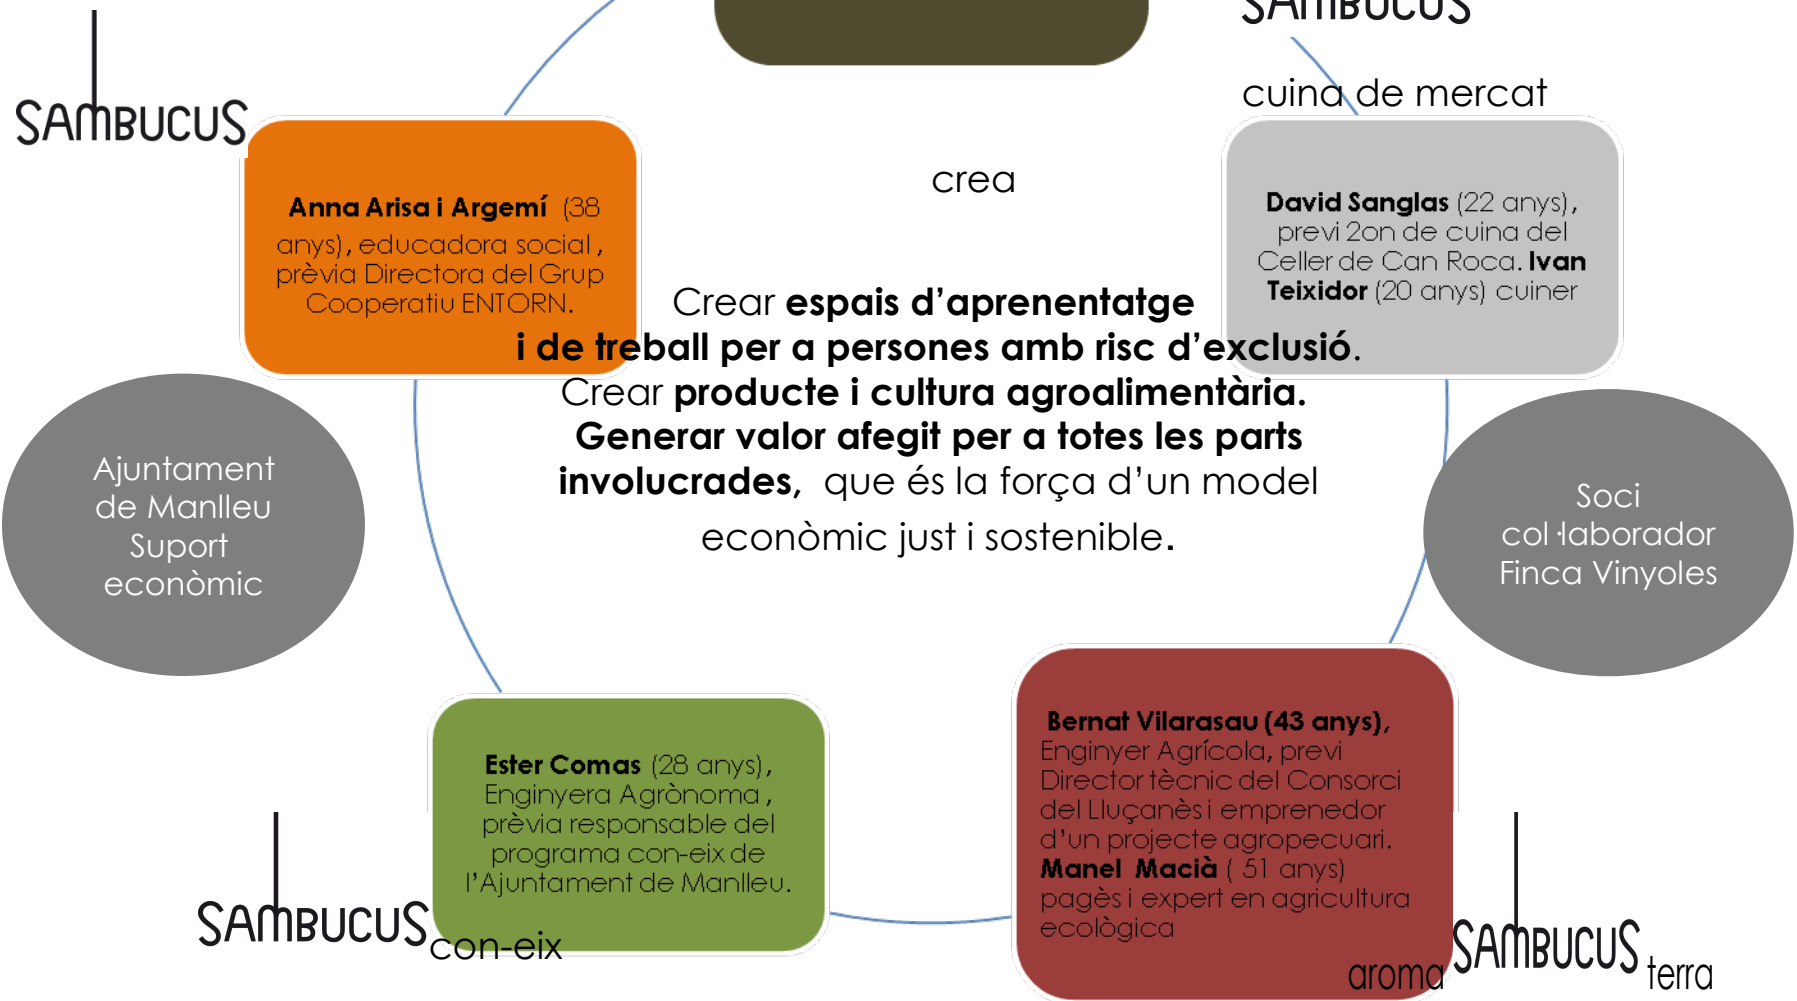 SAMBUCUS
cuina de mercat
SAMBUCUS
Anna Arisa i Argemí (38
anys), educadora social ,
prèvia Directora del Grup
Cooperatiu ENTORN.
crea
David Sanglas (22 anys),
previ 2on de cuina del
Celler de Can Roca. Ivan
Teixidor (20 anys) cuiner
Crear espais d’aprenentatge
i de treball per a persones amb risc d’exclusió.
Crear producte i cultura agroalimentària.
Generar valor afegit per a totes les parts
involucrades, que és la força d’un model
econòmic just i sostenible.
Ajuntament
de Manlleu
Suport
econòmic
Soci
col·laborador
Finca Vinyoles
Ester Comas (28 anys),
Enginyera Agrònoma ,
prèvia responsable del
programa con-eix de
l’Ajuntament de Manlleu.
SAMBUCUS con-eix
Bernat Vilarasau (43 anys),
Enginyer Agrícola, previ
Director tècnic del Consorci
del Lluçanès i emprenedor
d’un projecte agropecuari.
Manel Macià ( 51 anys)
pagès i expert en agricultura
ecològica
aroma SAMBUCUS terra